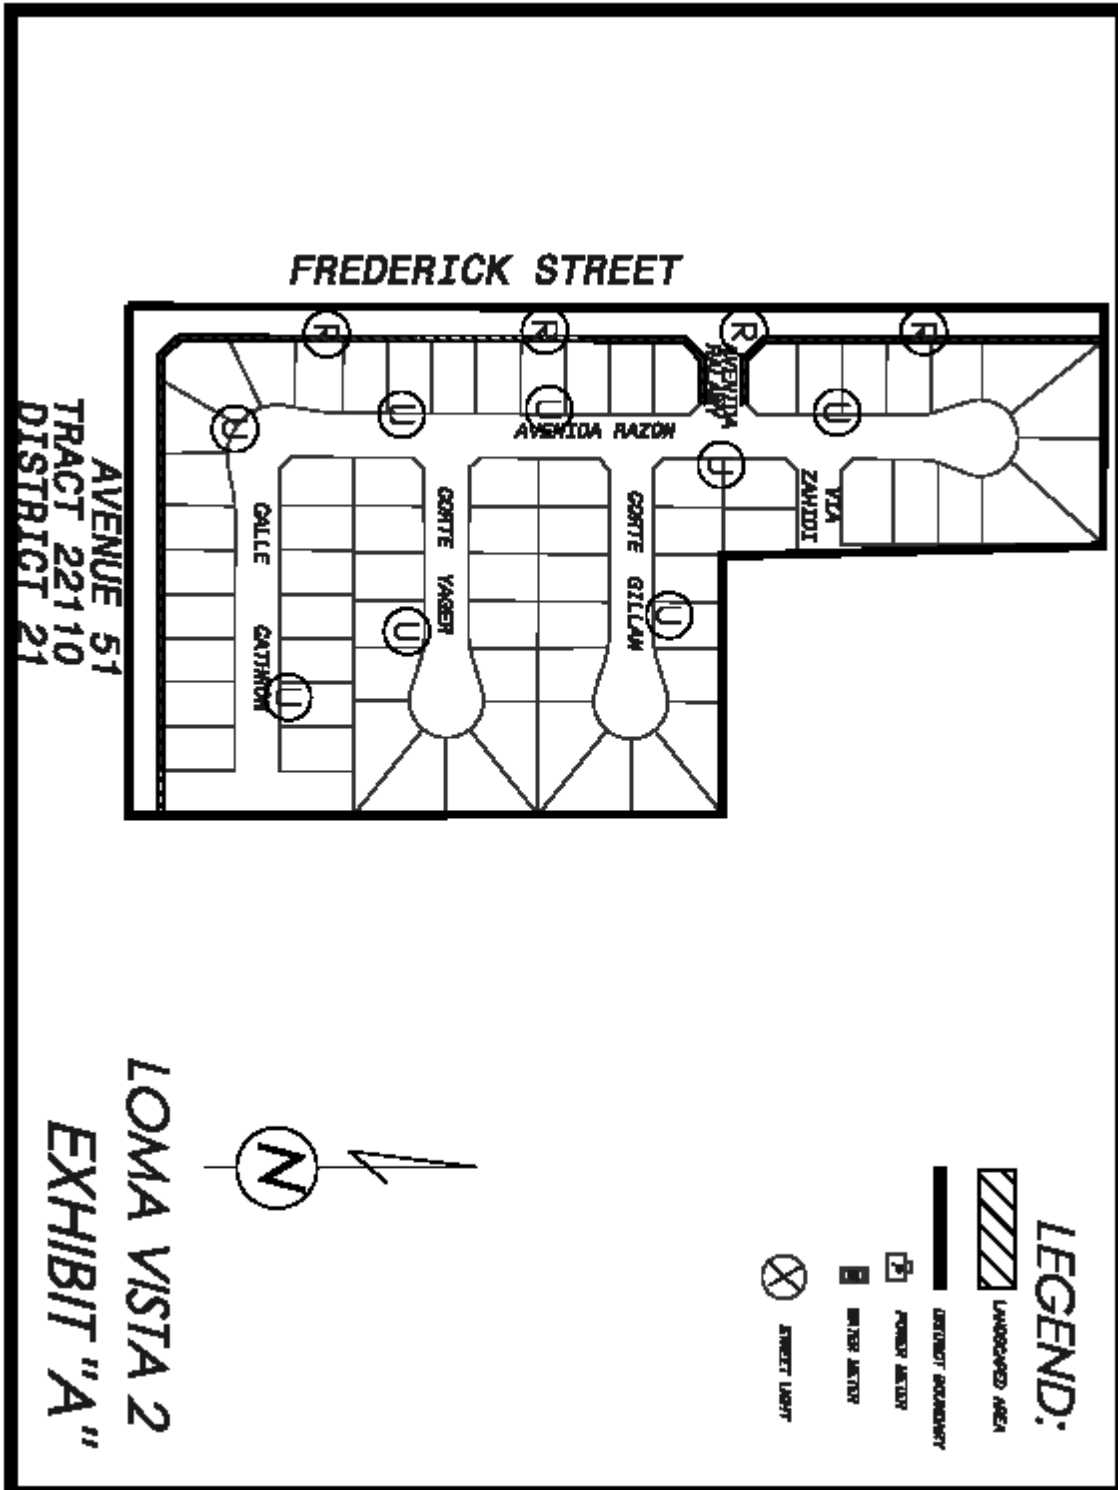 FREDERICK STREET
R
R
R
R
AVENIDA
U
U
U
U
AVENIDA RAZON
U
VIA
ZAHIDI
CALLE
CATHRON
CORTE
YAGER
CORTE
GILLAN
U
U
U
AVENUE 51
TRACT 22110
DISTRICT 21
N
LOMA VISTA 2
EXHIBIT "A"
LEGEND:
LANDSCAPED AREA
DISTRICT BOUNDARY
P
POWER METER
WATER METER
STREET LIGHT